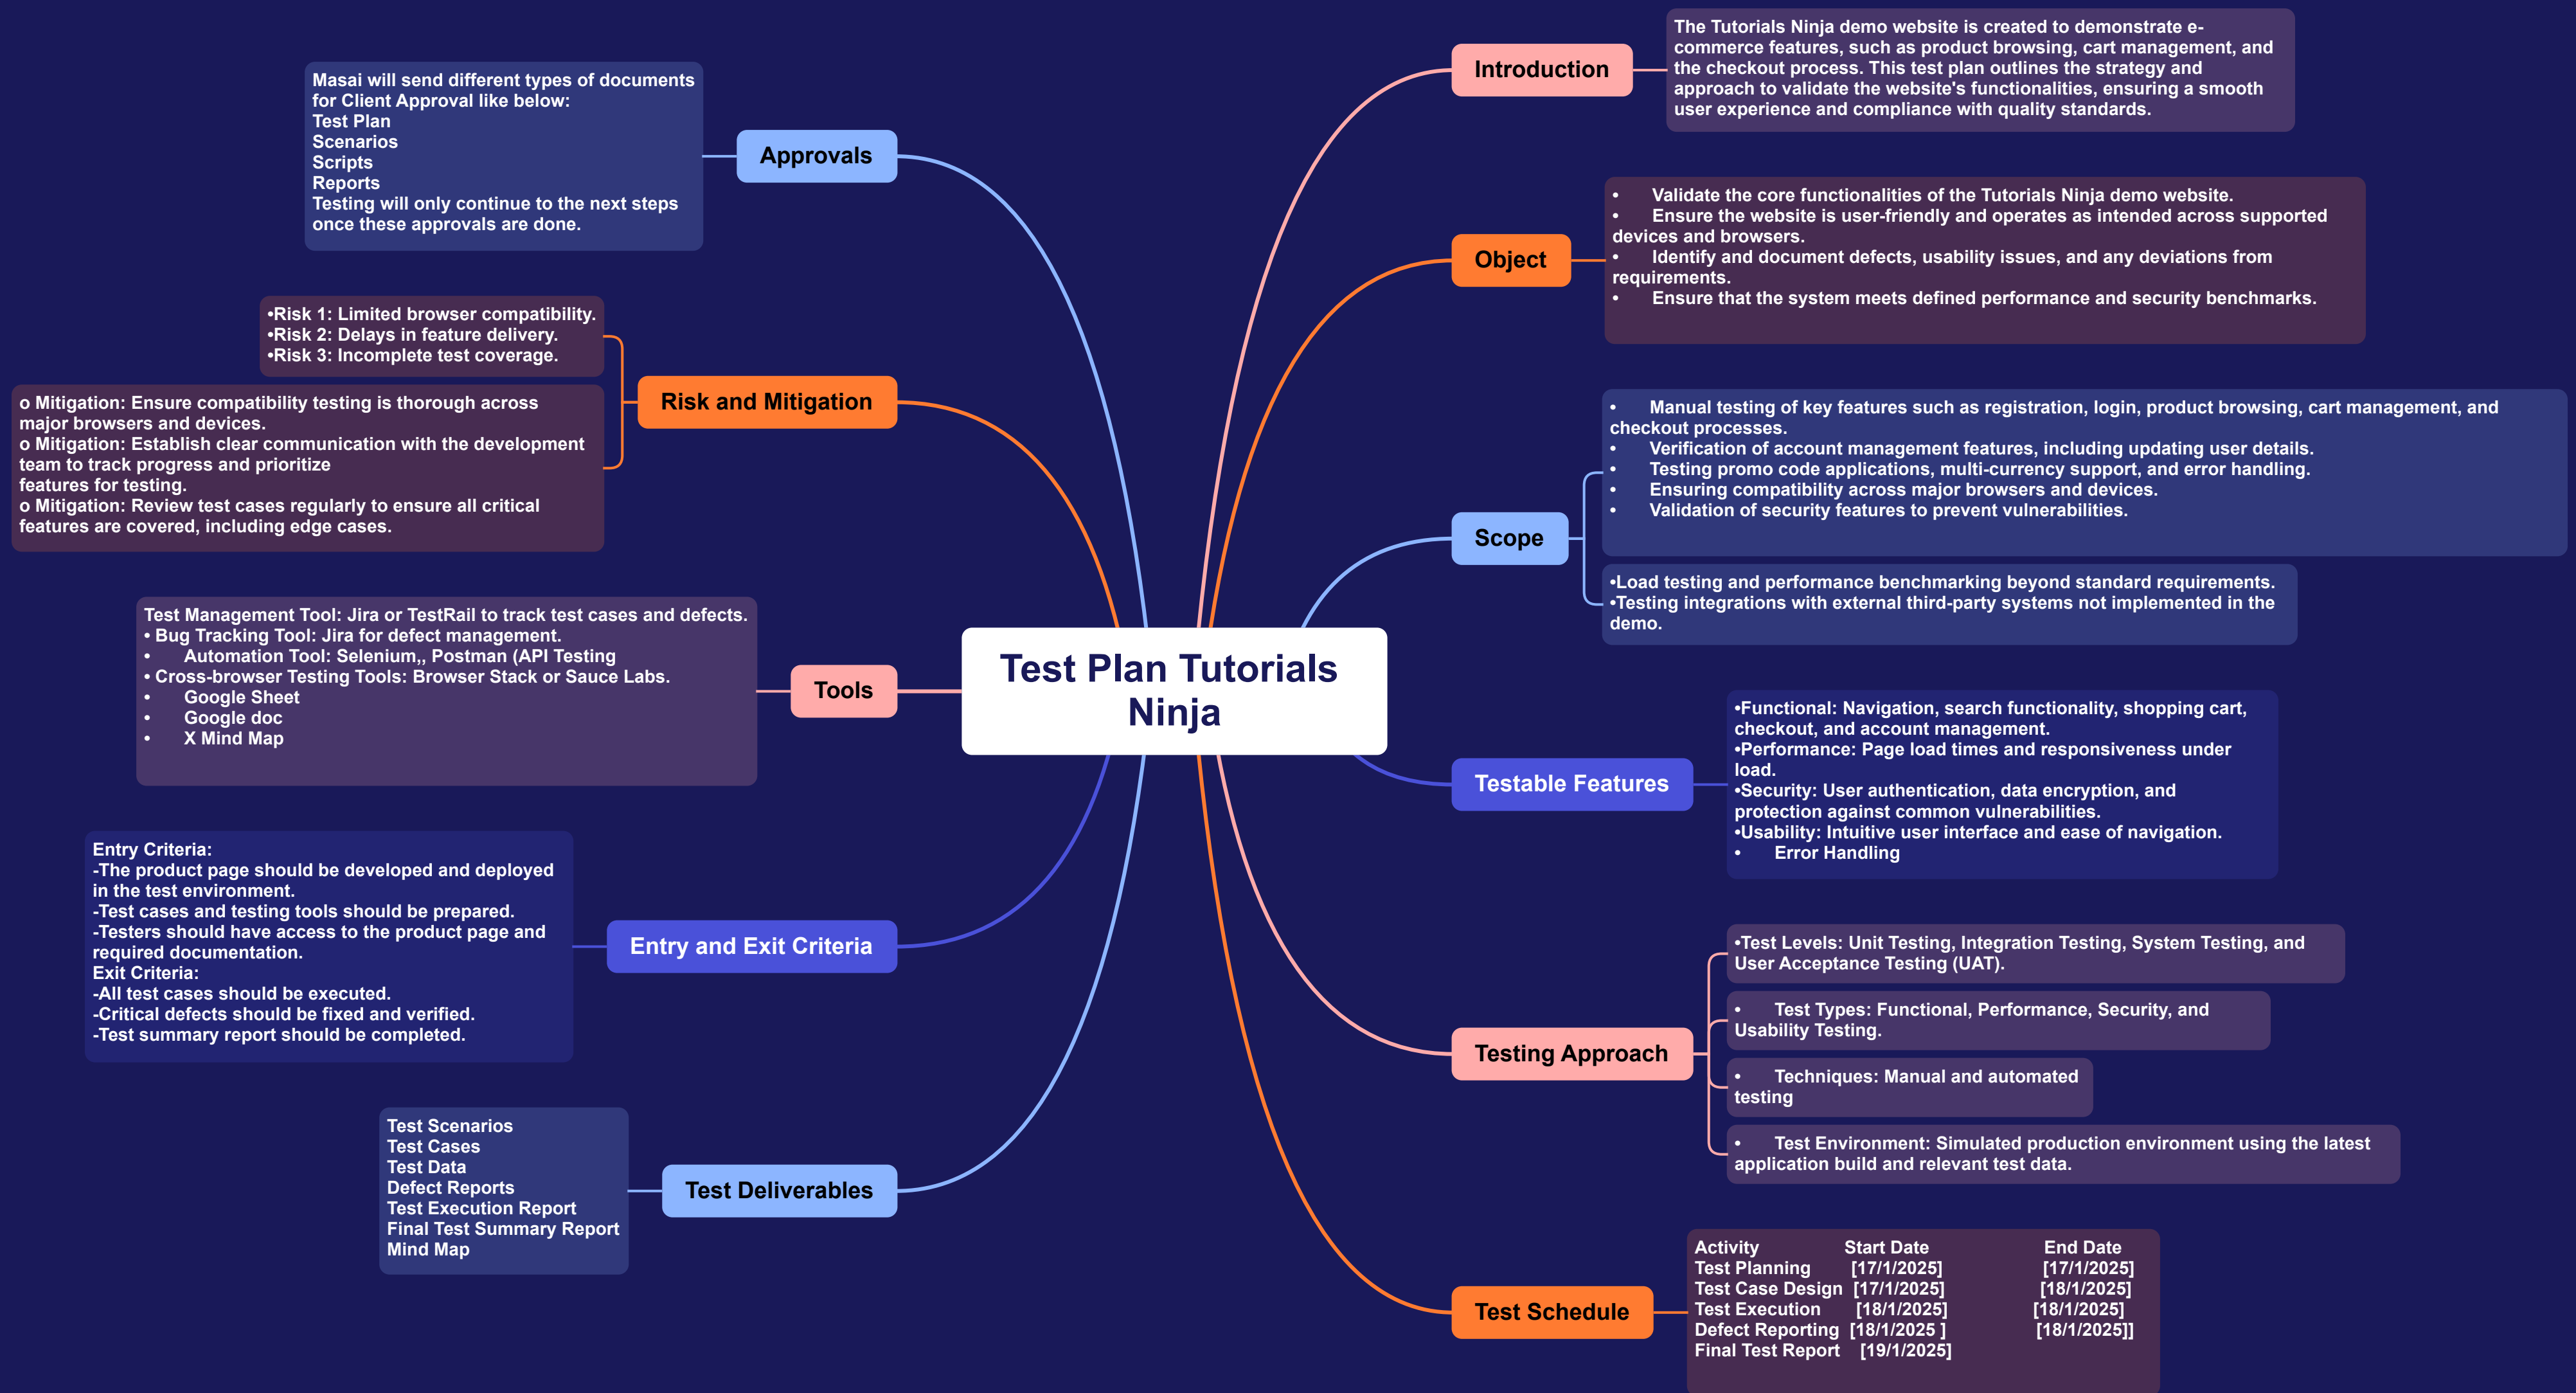 Test Plan Tutorials
Ninja
Introduction
The Tutorials Ninja demo website is created to demonstrate e-
commerce features, such as product browsing, cart management, and
the checkout process. This test plan outlines the strategy and
approach to validate the website's functionalities, ensuring a smooth
user experience and compliance with quality standards.
Object
• Validate the core functionalities of the Tutorials Ninja demo website.
• Ensure the website is user-friendly and operates as intended across supported
devices and browsers.
• Identify and document defects, usability issues, and any deviations from
requirements.
• Ensure that the system meets defined performance and security benchmarks.
Scope
• Manual testing of key features such as registration, login, product browsing, cart management, and
checkout processes.
• Verification of account management features, including updating user details.
• Testing promo code applications, multi-currency support, and error handling.
• Ensuring compatibility across major browsers and devices.
• Validation of security features to prevent vulnerabilities.
•Load testing and performance benchmarking beyond standard requirements.
•Testing integrations with external third-party systems not implemented in the
demo.
Testable Features
•Functional: Navigation, search functionality, shopping cart,
checkout, and account management.
•Performance: Page load times and responsiveness under
load.
•Security: User authentication, data encryption, and
protection against common vulnerabilities.
•Usability: Intuitive user interface and ease of navigation.
• Error Handling
Testing Approach
•Test Levels: Unit Testing, Integration Testing, System Testing, and
User Acceptance Testing (UAT).
• Test Types: Functional, Performance, Security, and
Usability Testing.
• Techniques: Manual and automated
testing
• Test Environment: Simulated production environment using the latest
application build and relevant test data.
Test Schedule
Activity Start Date End Date
Test Planning [17/1/2025] [17/1/2025]
Test Case Design [17/1/2025] [18/1/2025]
Test Execution [18/1/2025] [18/1/2025]
Defect Reporting [18/1/2025 ] [18/1/2025]]
Final Test Report [19/1/2025]
Approvals
Masai will send different types of documents
for Client Approval like below:
Test Plan
Scenarios
Scripts
Reports
Testing will only continue to the next steps
once these approvals are done.
Risk and Mitigation
•Risk 1: Limited browser compatibility.
•Risk 2: Delays in feature delivery.
•Risk 3: Incomplete test coverage.
o Mitigation: Ensure compatibility testing is thorough across
major browsers and devices.
o Mitigation: Establish clear communication with the development
team to track progress and prioritize
features for testing.
o Mitigation: Review test cases regularly to ensure all critical
features are covered, including edge cases.
Tools
Test Management Tool: Jira or TestRail to track test cases and defects.
• Bug Tracking Tool: Jira for defect management.
• Automation Tool: Selenium,, Postman (API Testing
• Cross-browser Testing Tools: Browser Stack or Sauce Labs.
• Google Sheet
• Google doc
• X Mind Map
Entry and Exit Criteria
Entry Criteria:
-The product page should be developed and deployed
in the test environment.
-Test cases and testing tools should be prepared.
-Testers should have access to the product page and
required documentation.
Exit Criteria:
-All test cases should be executed.
-Critical defects should be fixed and verified.
-Test summary report should be completed.
Test Deliverables
Test Scenarios
Test Cases
Test Data
Defect Reports
Test Execution Report
Final Test Summary Report
Mind Map